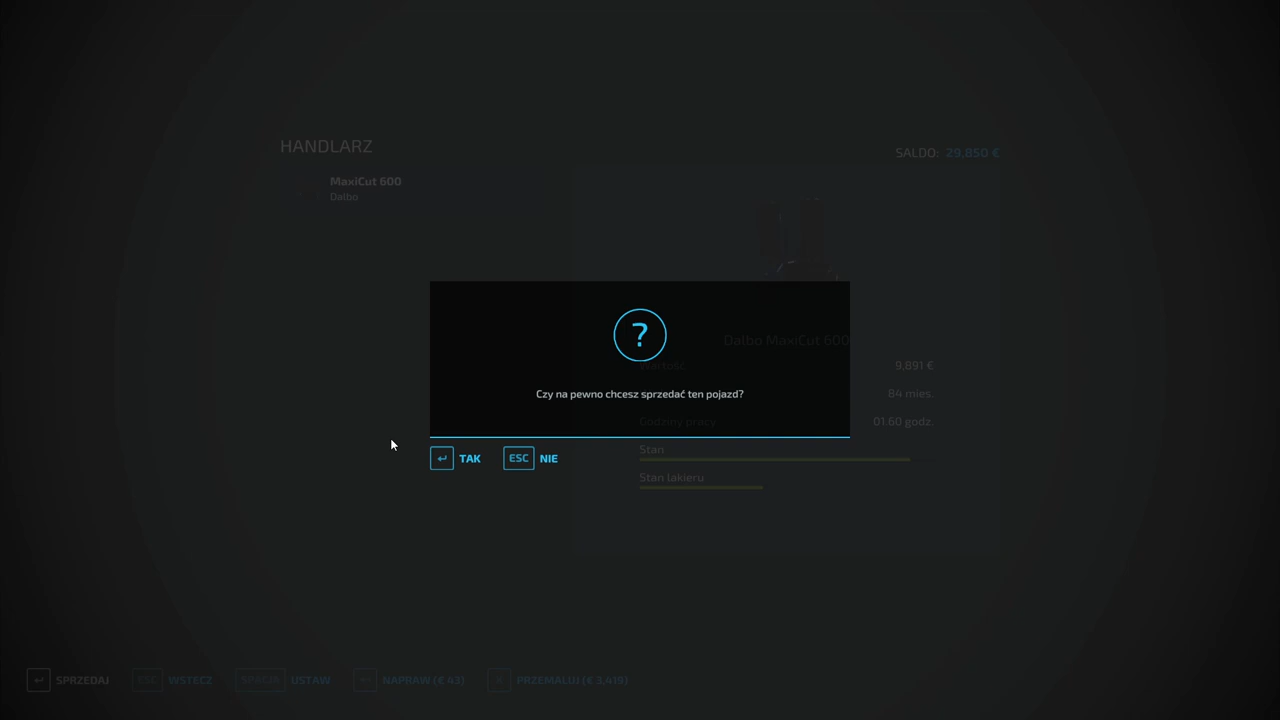 HANDLARZ
SALDO: 29,850 €
MaxiCut 600
Dalbo
?
Dalbo MaxiCut 600
Wartość 9,891 €
84 mies.
Czy na pewno chcesz sprzedać ten pojazd?
Godziny pracy 01.60 godz.
Stan
↵ TAK ESC NIE
Stan lakieru
↵ SPRZEDAJ ESC WSTECZ SPACJA USTAW NAPRAW (€ 43) PRZEMALUJ (€ 3,419)